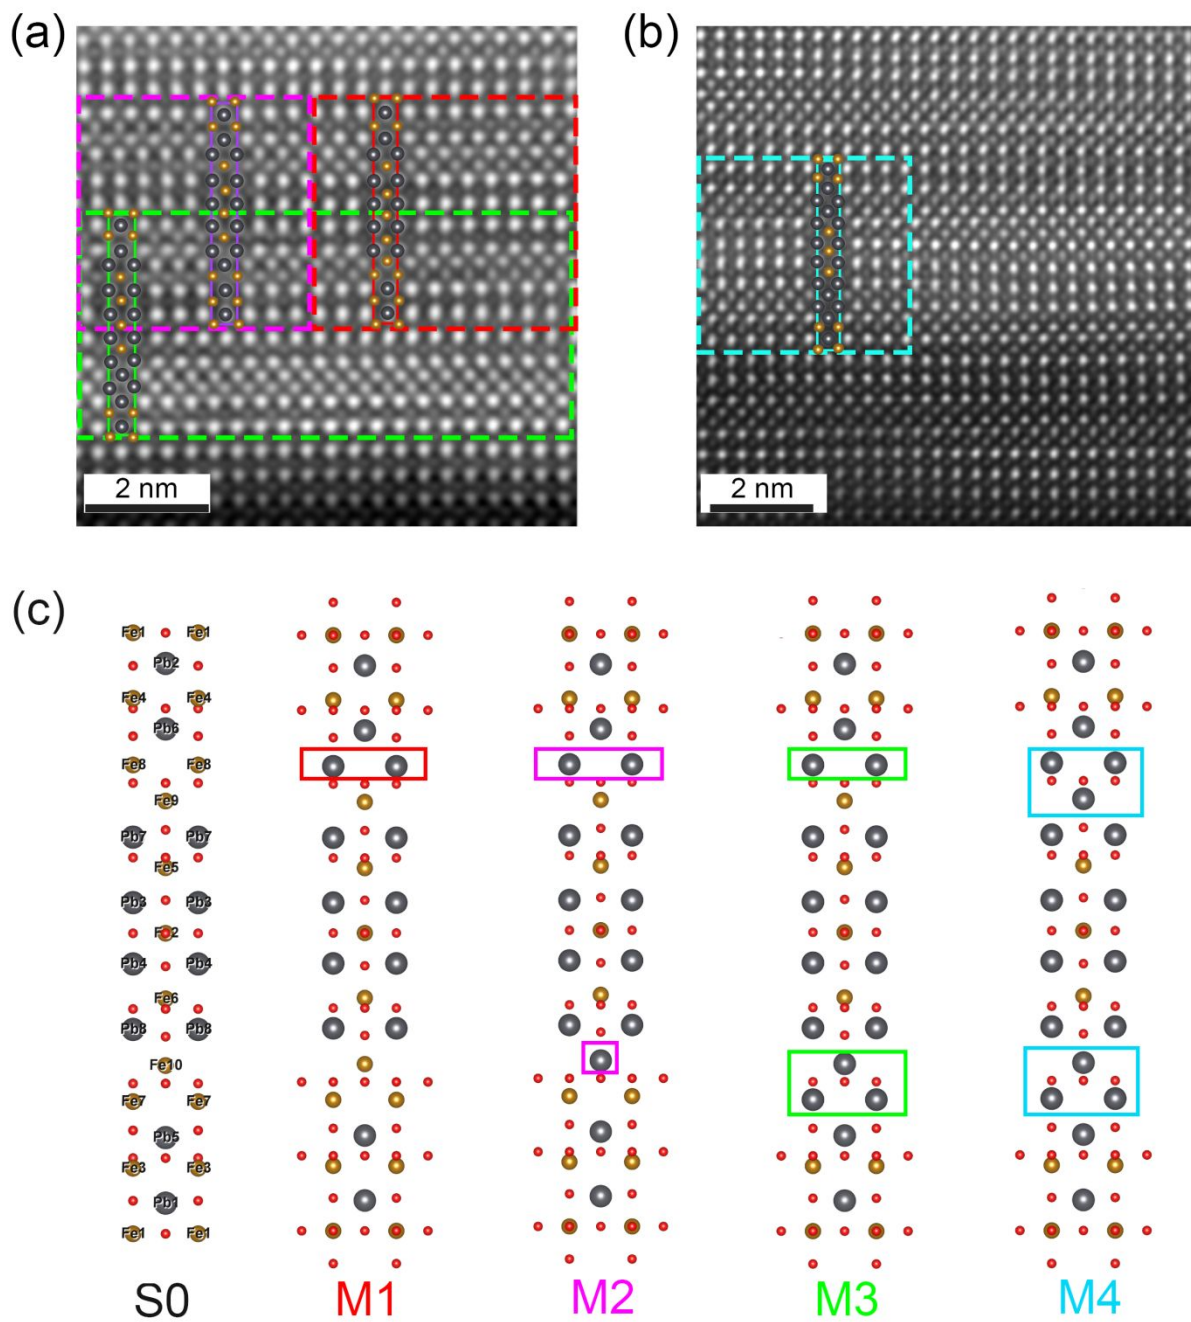 (a)
(b)
2 nm
2 nm
(c)
Fe1 Fe1
Pb2
Fe4 Fe4
Pb6
Fe8 Fe8
Fe9
Pb7 Pb7
Fe5
Pb3 Pb3
Fe2
Pb4 Pb4
Fe6
Pb8 Pb8
Fe10
Fe7 Fe7
Pb5
Fe3 Fe3
Pb1
Fe1 Fe1
S0 M1 M2 M3 M4